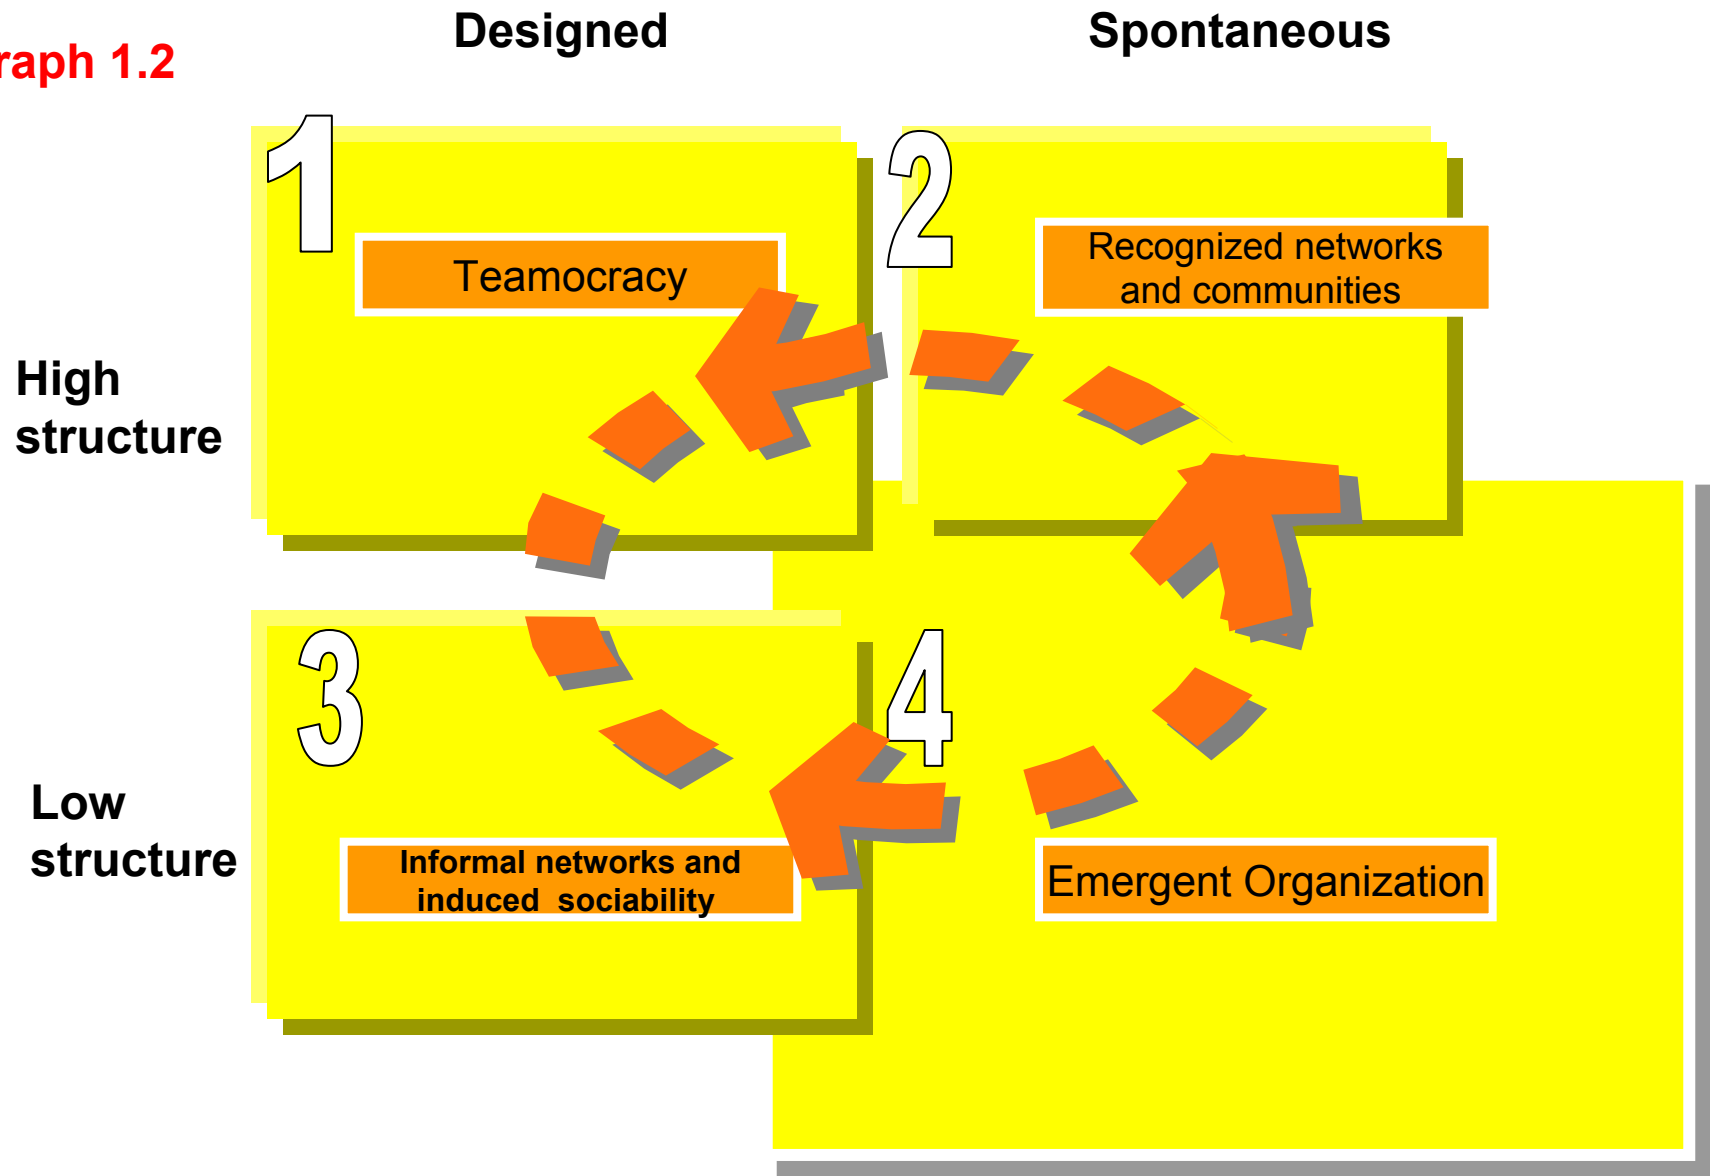 Designed
Spontaneous
raph 1.2
1
2
Teamocracy
Recognized networks
and communities
High
structure
3
4
Low
structure
Informal networks and
induced sociability
Emergent Organization